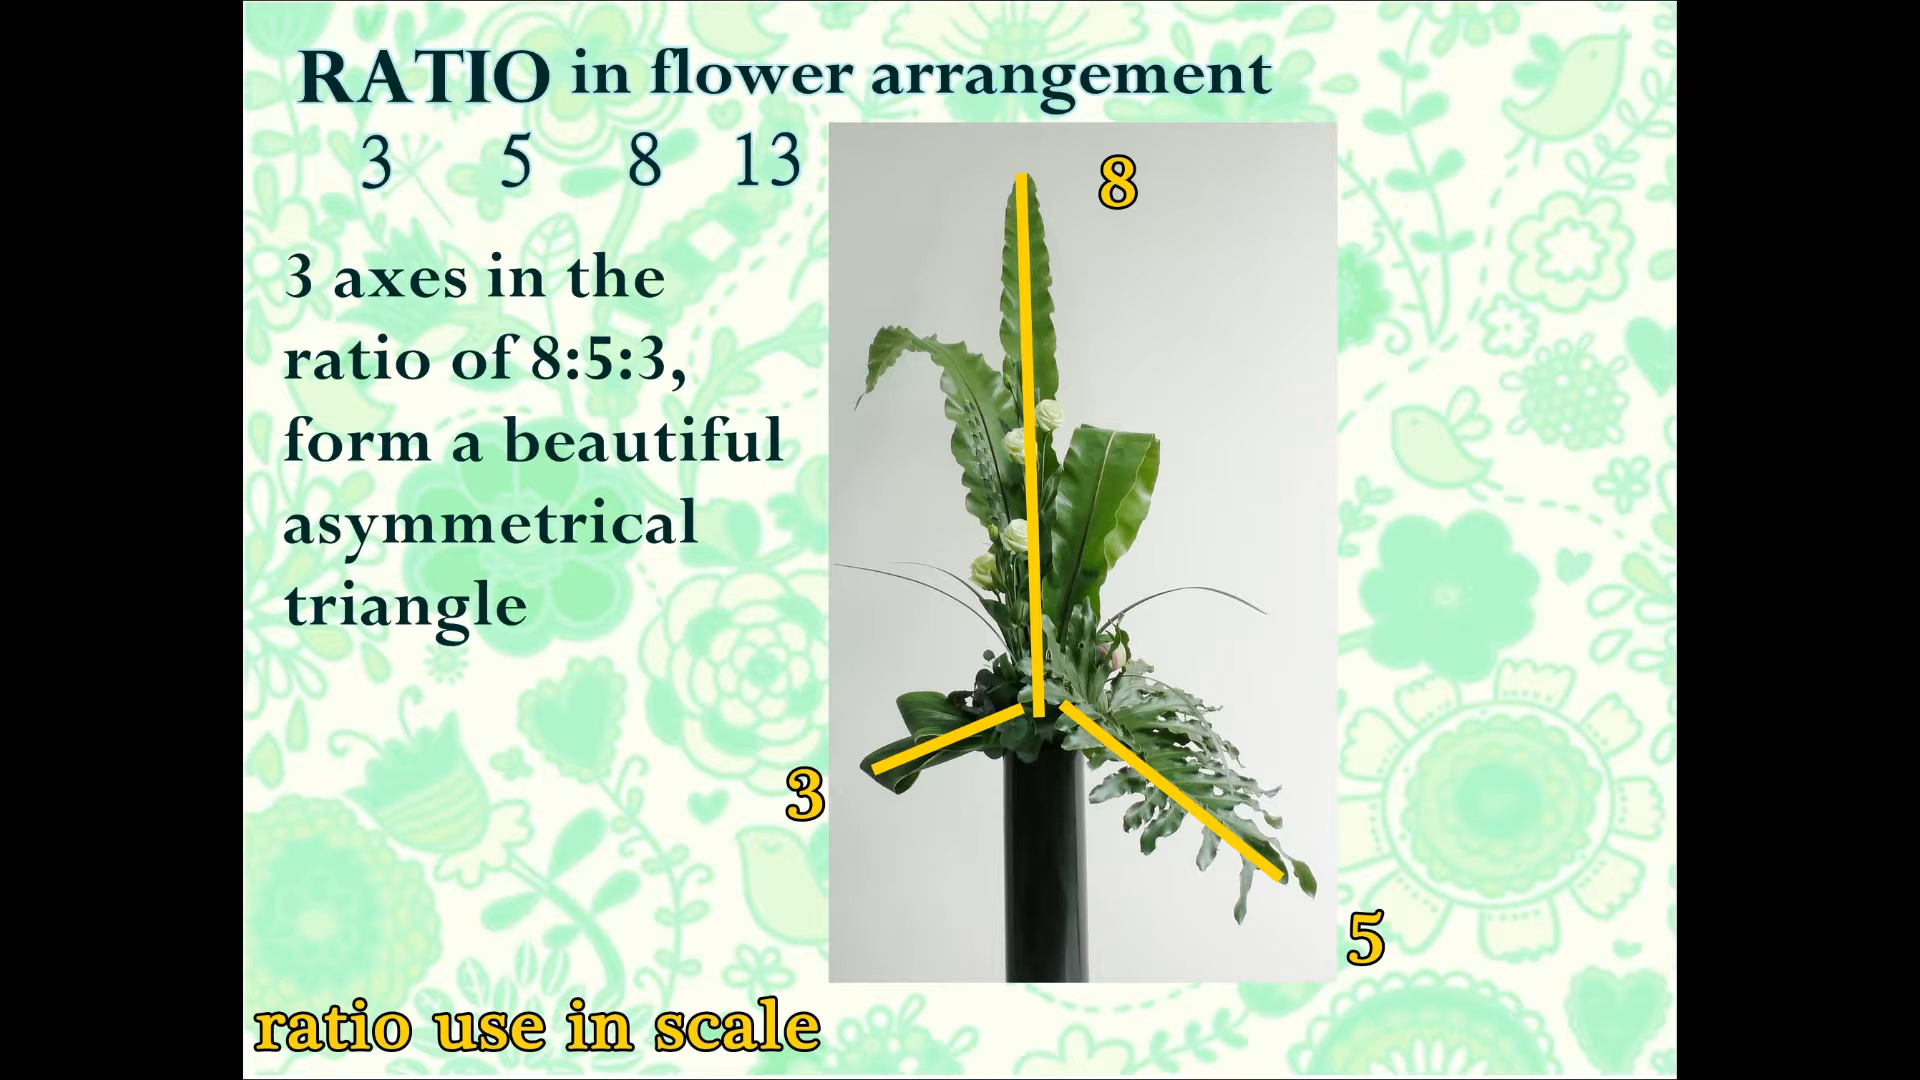 RATIO in flower arrangement
3 5 8 13
8
3 axes in the
ratio of 8:5:3,
form a beautiful
asymmetrical
triangle
3
5
ratio use in scale